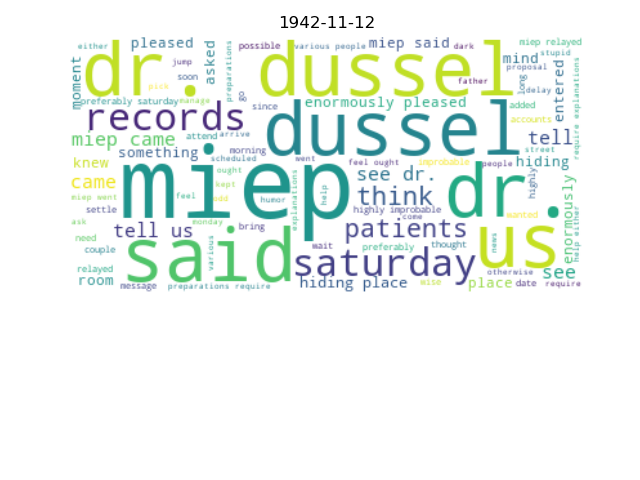 1942-11-12
either pleased asked preparations possible various people miep said dark miep relayed
moment dr. jump soon go dussel father mind long entered stupid proposal delay
preferably saturday manage pick since enormously pleased added accounts require explanations
records dussel tell street
miep came attend arrive
knew something morning scheduled went feel ought improbable people hiding
came ought miep see dr. dr. highly enormously
miep went feel kept odd humor explanations help think wanted
settle highly improbable come
ask monday bring patients us
need tell us said various wait preferably thought news help either
couple
relayed saturday otherwise see
room message preparations require hiding place wise place date require